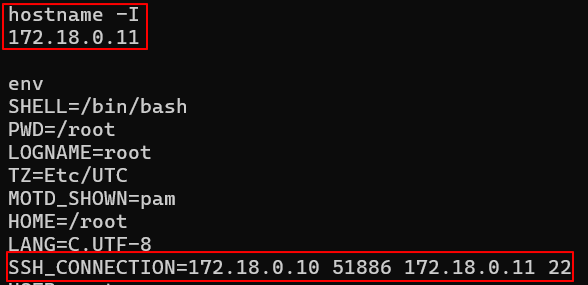 hostname -I
172.18.0.11
env
SHELL=/bin/bash
PWD=/root
LOGNAME=root
TZ=Etc/UTC
MOTD_SHOWN=pam
HOME=/root
LANG=C.UTF-8
SSH_CONNECTION=172.18.0.10 51886 172.18.0.11 22